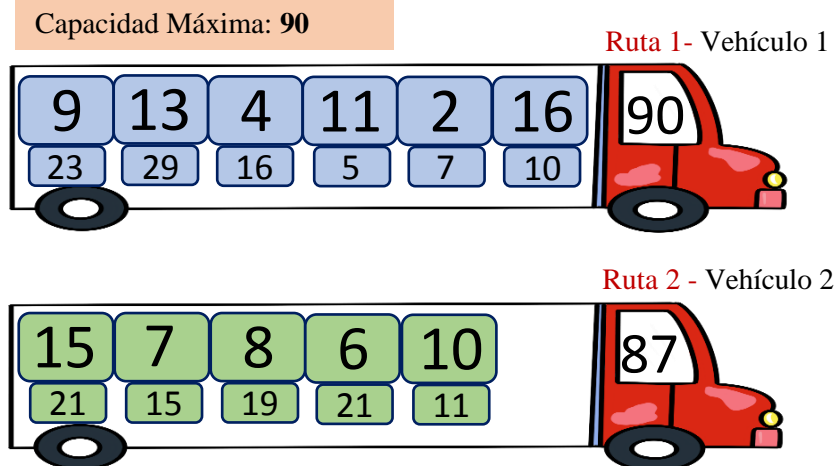 Capacidad Máxima: 90
Ruta 1- Vehículo 1
9 13 4 11 2 16 90
23 29 16 5 7 10
Ruta 2 - Vehículo 2
15 7 8 6 10 87
21 15 19 21 11